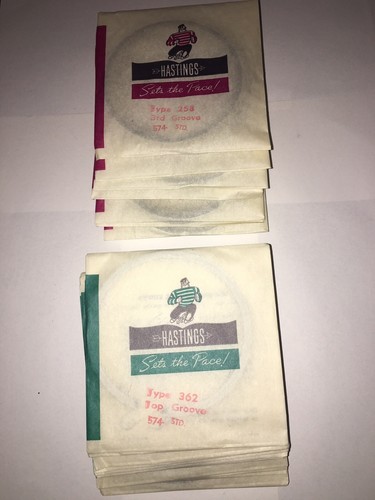 HASTINGS
Sets the Pace!
Type 258
3rd Groove
574 Std
HASTINGS
Sets the Pace!
Type 362
Top Groove
574 STD